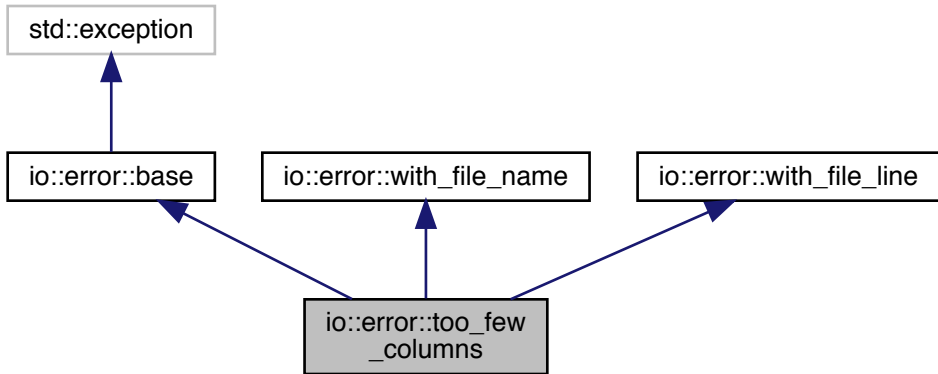 std::exception
io::error::base
io::error::with_file_name
io::error::with_file_line
io::error::too_few
_columns